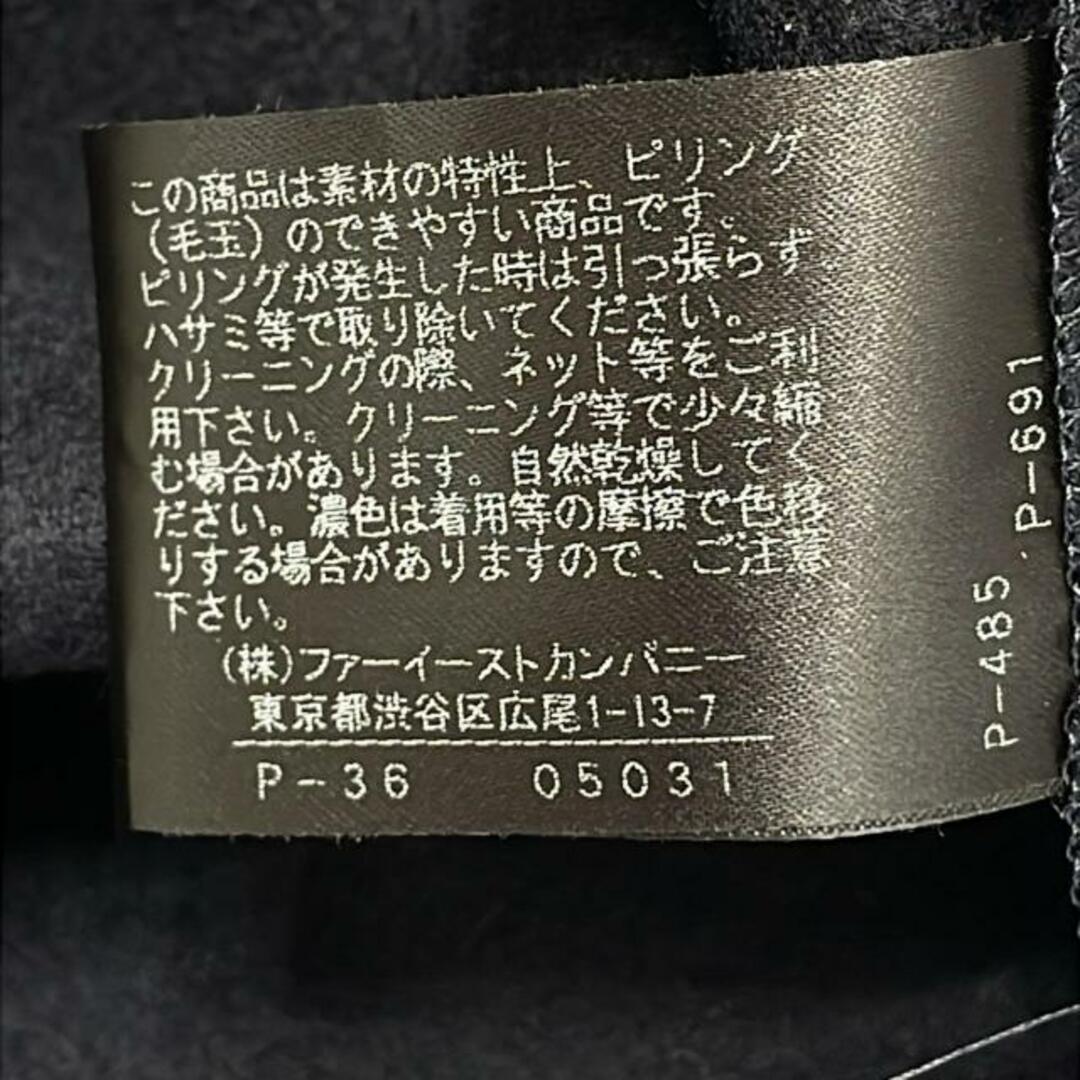 この商品は素材の特性上、ピリング
（毛玉）のできやすい商品です。
ピリングが発生した時は引っ張らず、
ハサミ等で取り除いてください。
クリーニングの際、ネット等をご利
用下さい。クリーニング等で少々縮
む場合があります。自然乾燥してく
ださい。濃色は着用等の摩擦で色移
りする場合がありますので、ご注意
下さい。
(株)ファーイーストカンパニー
東京都渋谷区広尾1-13-7
P-36 05031
P-485 P-691